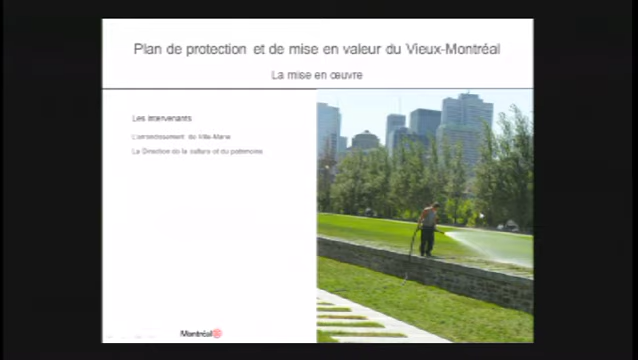 Plan de protection et de mise en valeur du Vieux-Montréal
La mise en œuvre
Les intervenants
L'arrondissement de Ville-Marie
La Direction de la culture et du patrimoine
Montréal